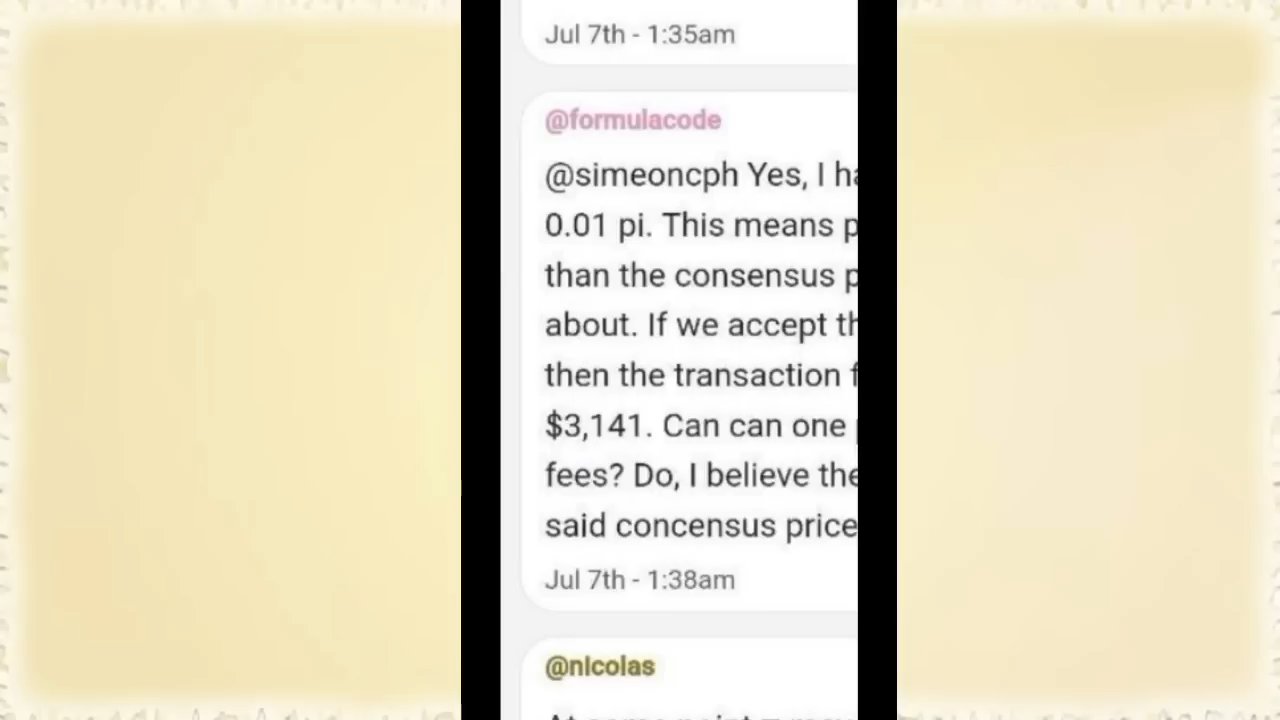 Jul 7th - 1:35am
@formulacode
@simeoncph Yes, I
0.01 pi. This means
than the consensus
about. If we accept
then the transaction
$3,141. Can can one
fees? Do, I believe the
said concensus price
Jul 7th - 1:38am
@nicolas